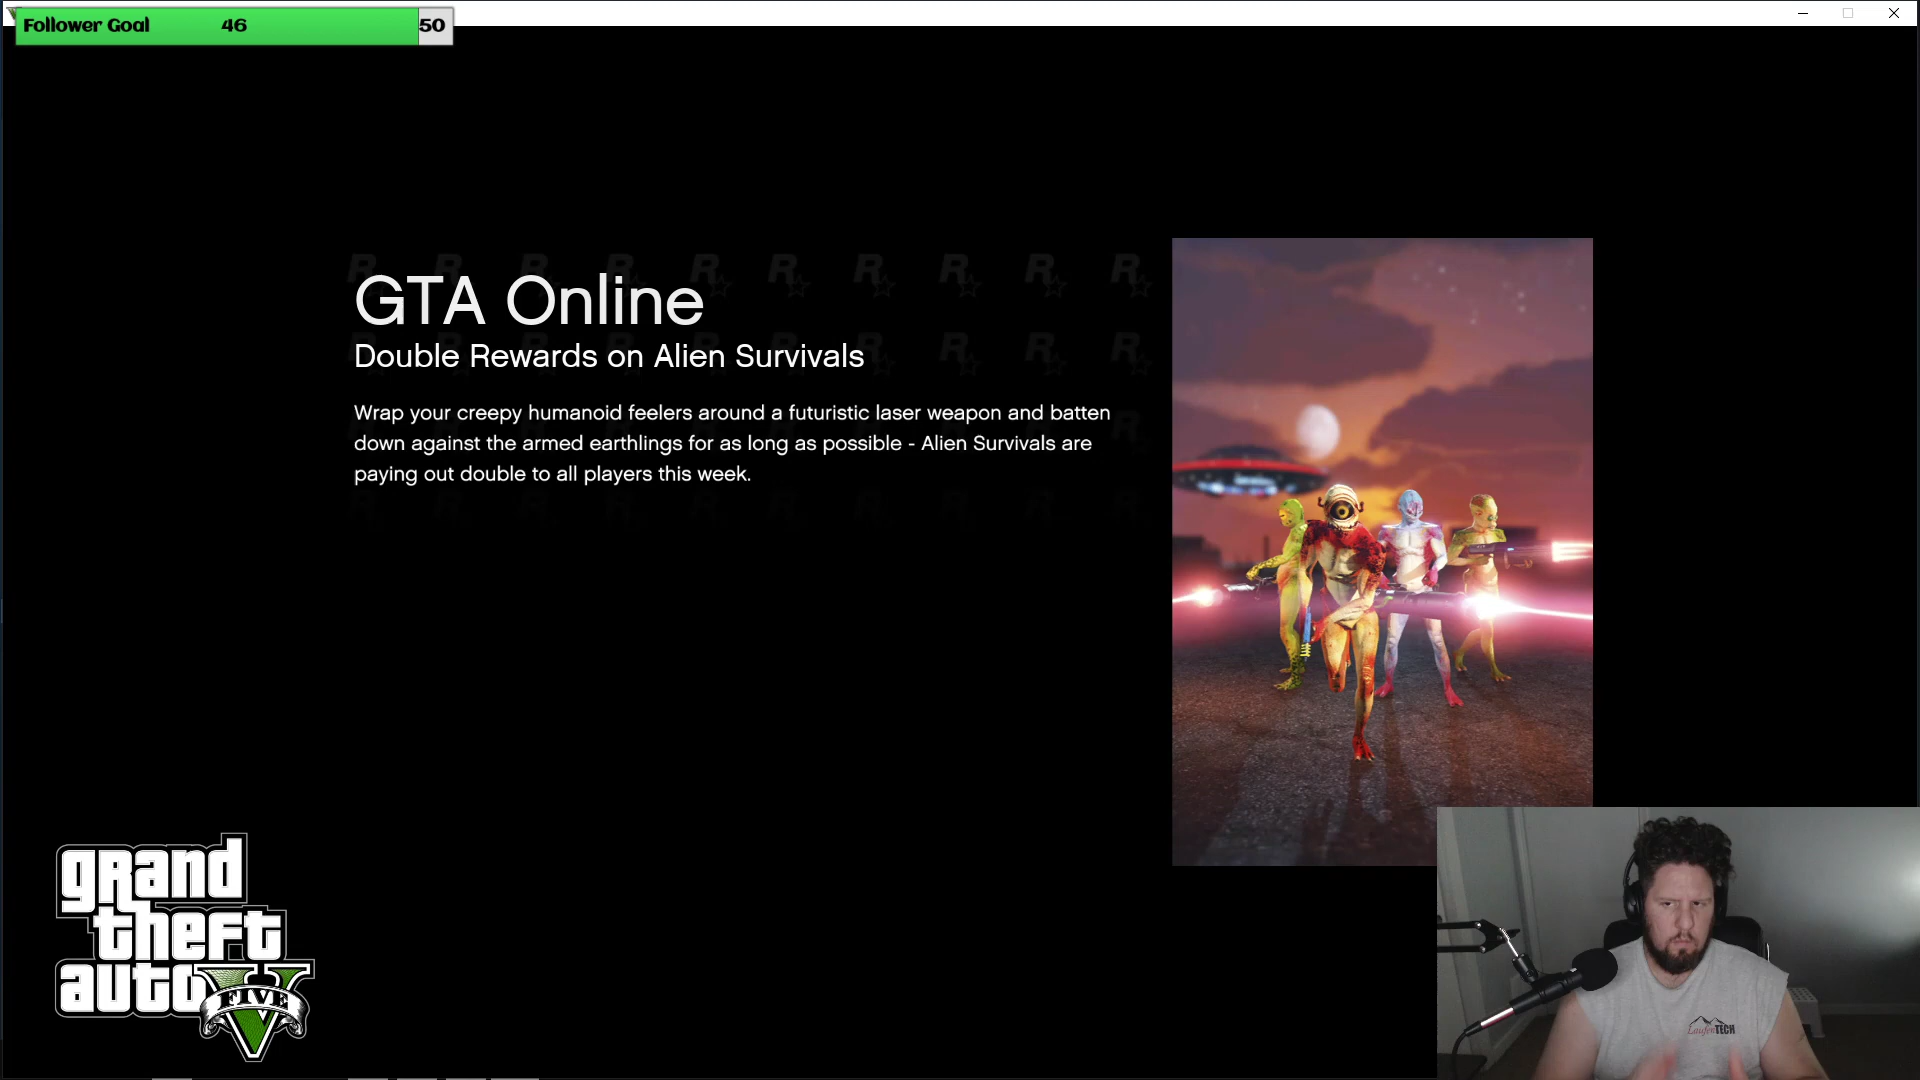 Follower Goal 46 50
GTA Online
Double Rewards on Alien Survivals
Wrap your creepy humanoid feelers around a futuristic laser weapon and batten
down against the armed earthlings for as long as possible - Alien Survivals are
paying out double to all players this week.
grand
theft
auto V
FIVE
LaufenTECH